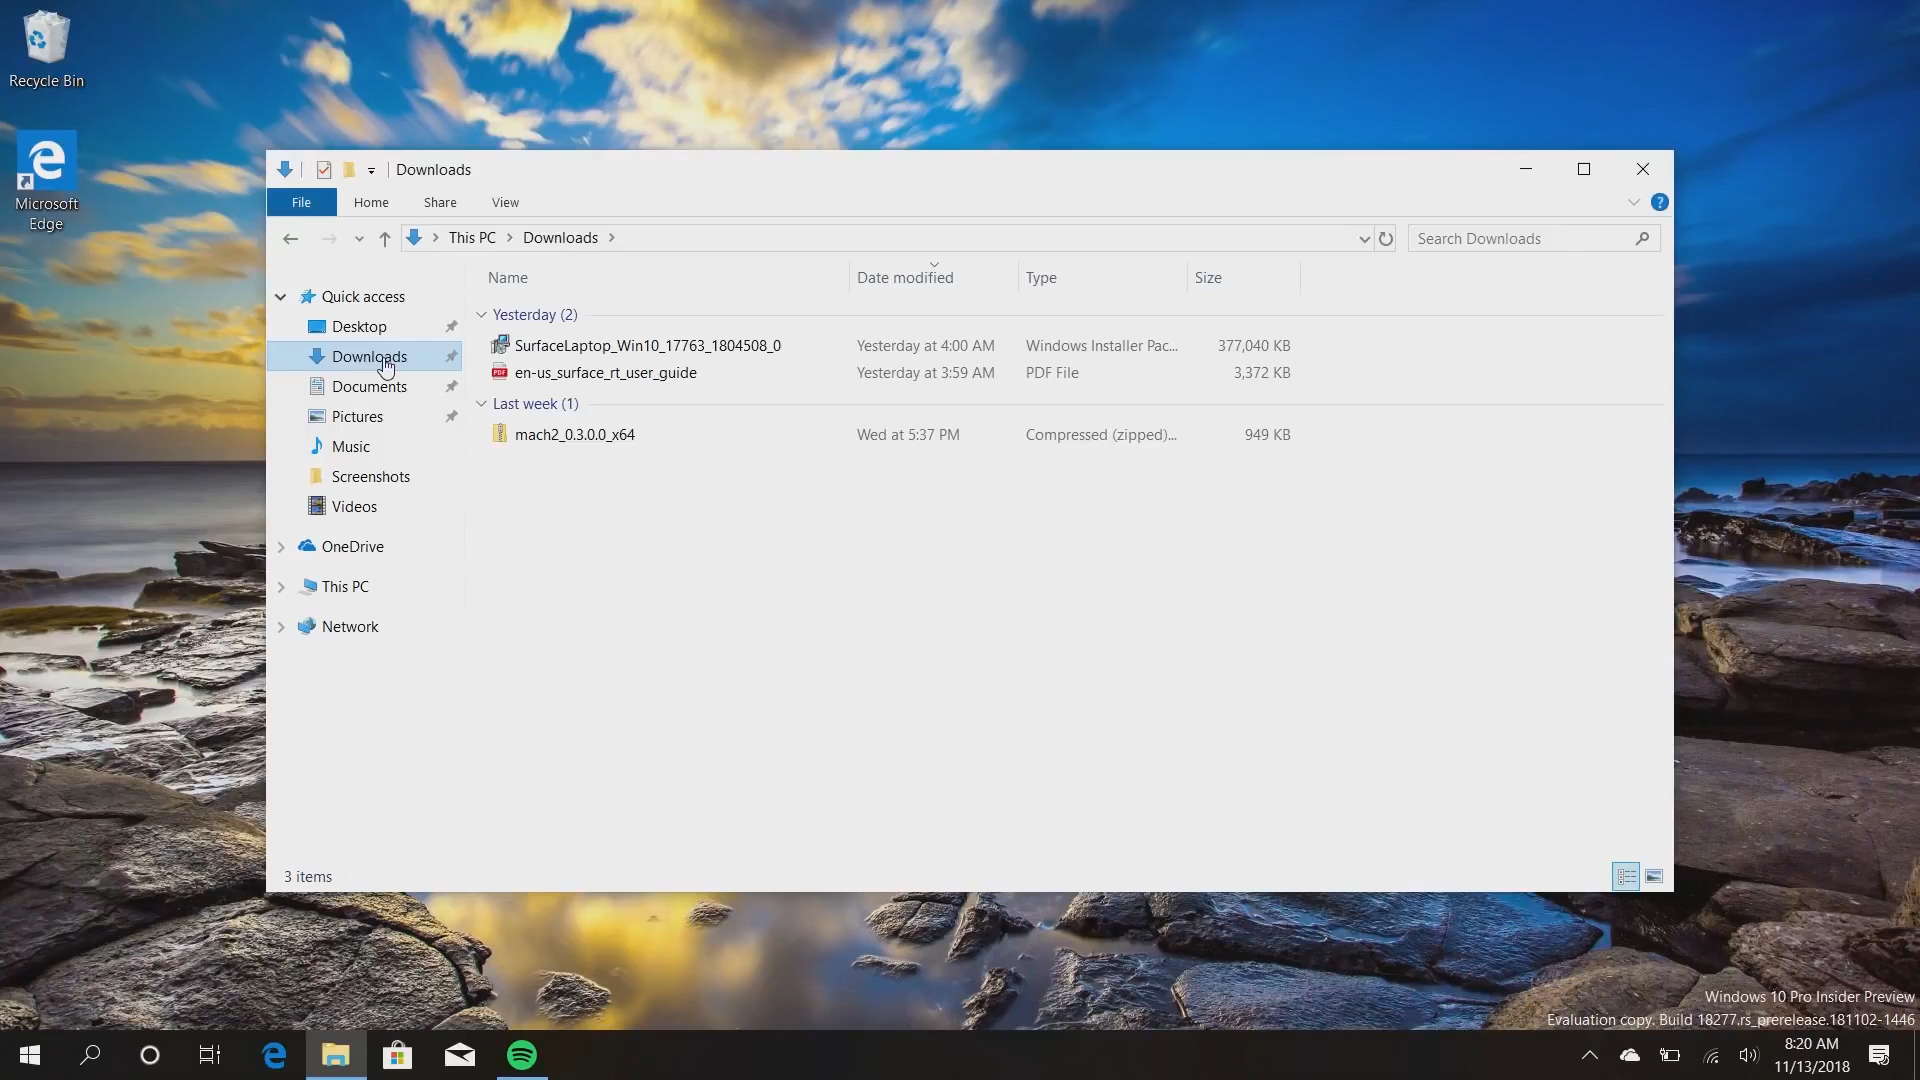 Recycle Bin
Microsoft
Edge
Downloads
File Home Share View
?
This PC Downloads
Search Downloads
Name Date modified Type Size
Quick access
Desktop
Downloads
Documents
Pictures
Music
Screenshots
Videos
OneDrive
This PC
Network
Yesterday (2)
SurfaceLaptop_Win10_17763_1804508_0 Yesterday at 4:00 AM Windows Installer Pac... 377,040 KB
PDF en-us_surface_rt_user_guide Yesterday at 3:59 AM PDF File 3,372 KB
Last week (1)
mach2_0.3.0.0_x64 Wed at 5:37 PM Compressed (zipped)... 949 KB
3 items
Windows 10 Pro Insider Preview
Evaluation copy. Build 18277.rs_prerelease.181102-1446
8:20 AM
11/13/2018